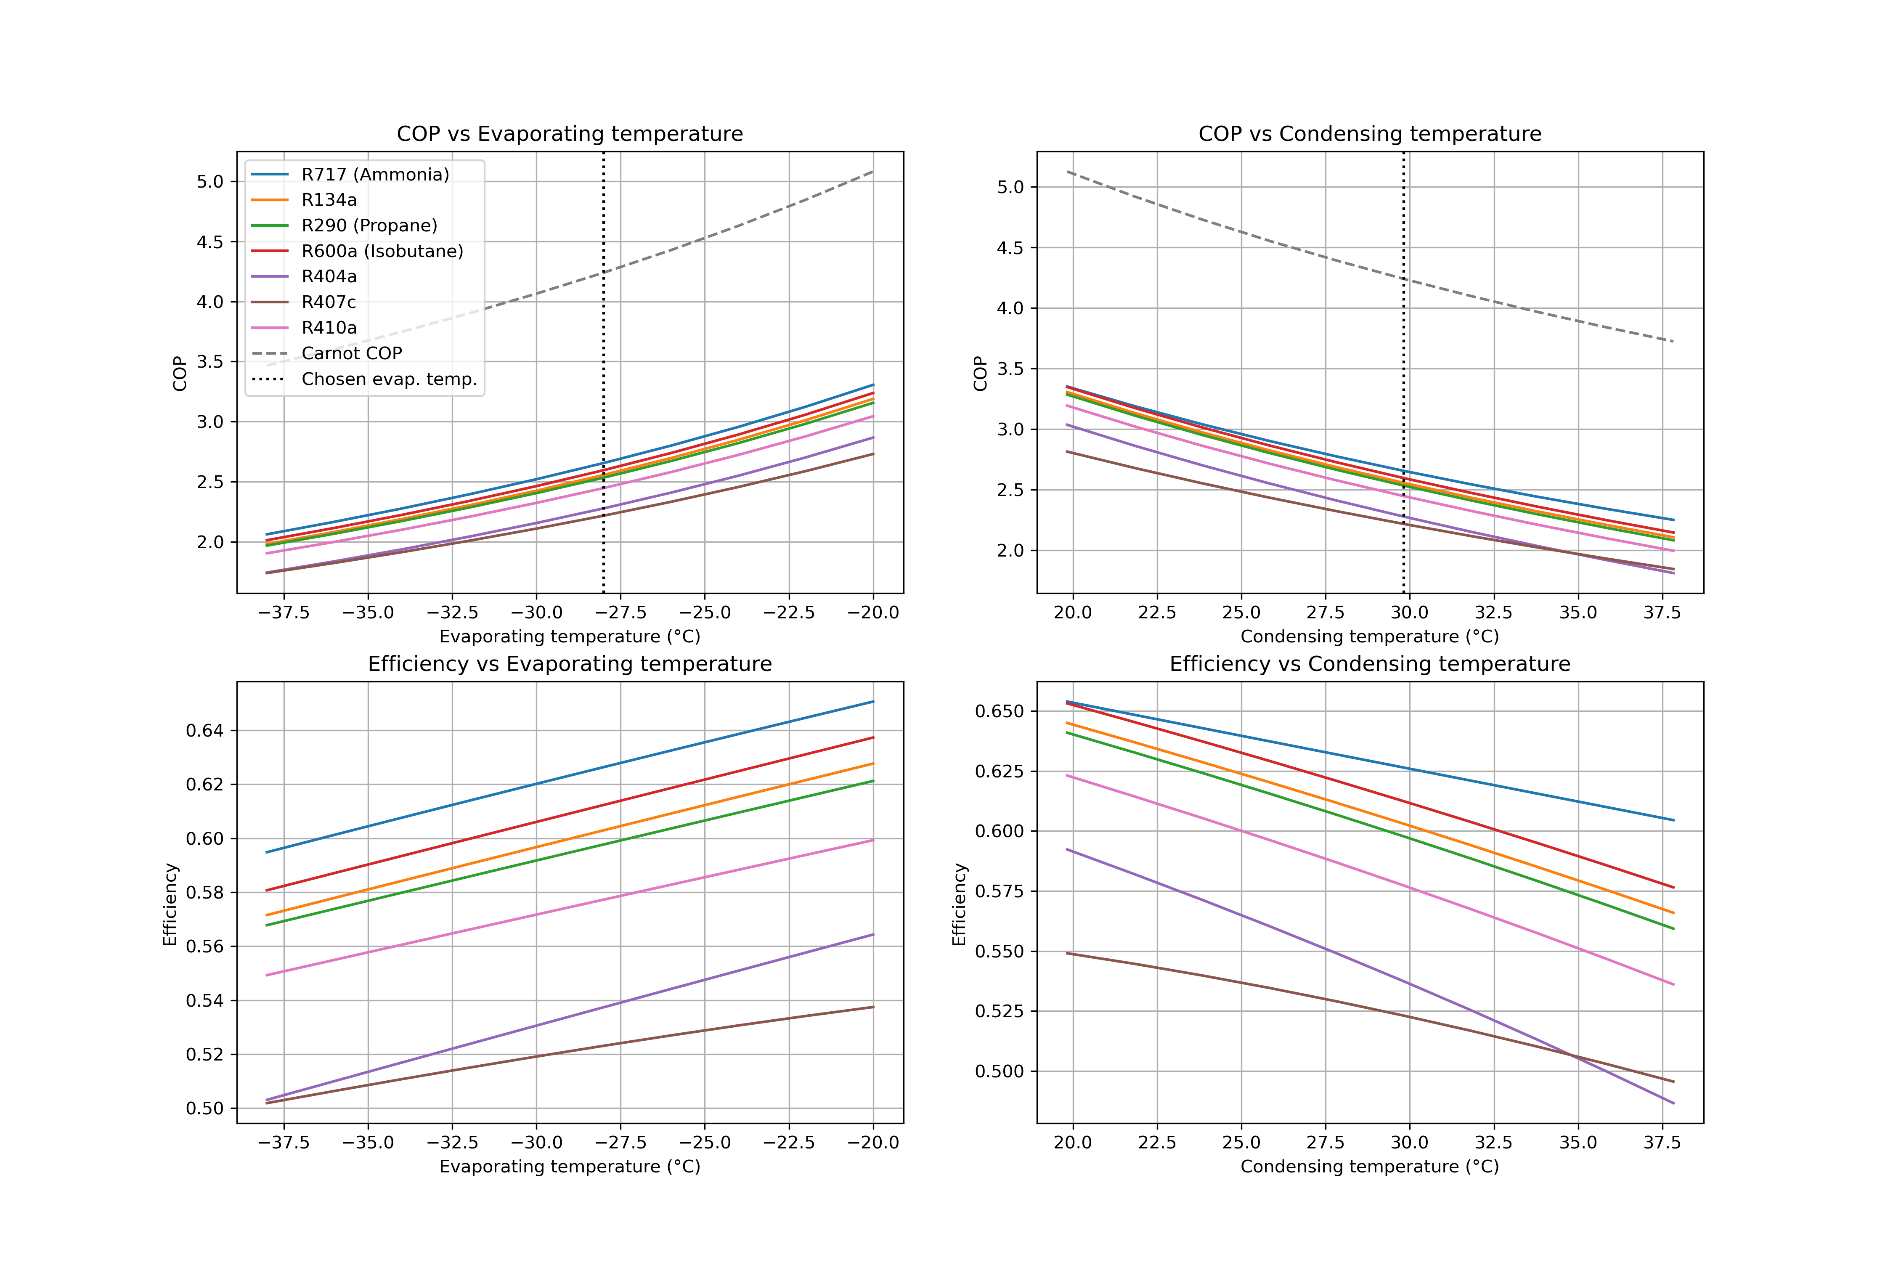 COP vs Evaporating temperature
COP
5.0
4.5
4.0
3.5
3.0
2.5
2.0
R717 (Ammonia)
R134a
R290 (Propane)
R600a (Isobutane)
R404a
R407c
R410a
Carnot COP
Chosen evap. temp.
−37.5 −35.0 −32.5 −30.0 −27.5 −25.0 −22.5 −20.0
Evaporating temperature (°C)
COP vs Condensing temperature
COP
5.0
4.5
4.0
3.5
3.0
2.5
2.0
20.0 22.5 25.0 27.5 30.0 32.5 35.0 37.5
Condensing temperature (°C)
Efficiency vs Evaporating temperature
Efficiency
0.64
0.62
0.60
0.58
0.56
0.54
0.52
0.50
−37.5 −35.0 −32.5 −30.0 −27.5 −25.0 −22.5 −20.0
Evaporating temperature (°C)
Efficiency vs Condensing temperature
Efficiency
0.650
0.625
0.600
0.575
0.550
0.525
0.500
20.0 22.5 25.0 27.5 30.0 32.5 35.0 37.5
Condensing temperature (°C)